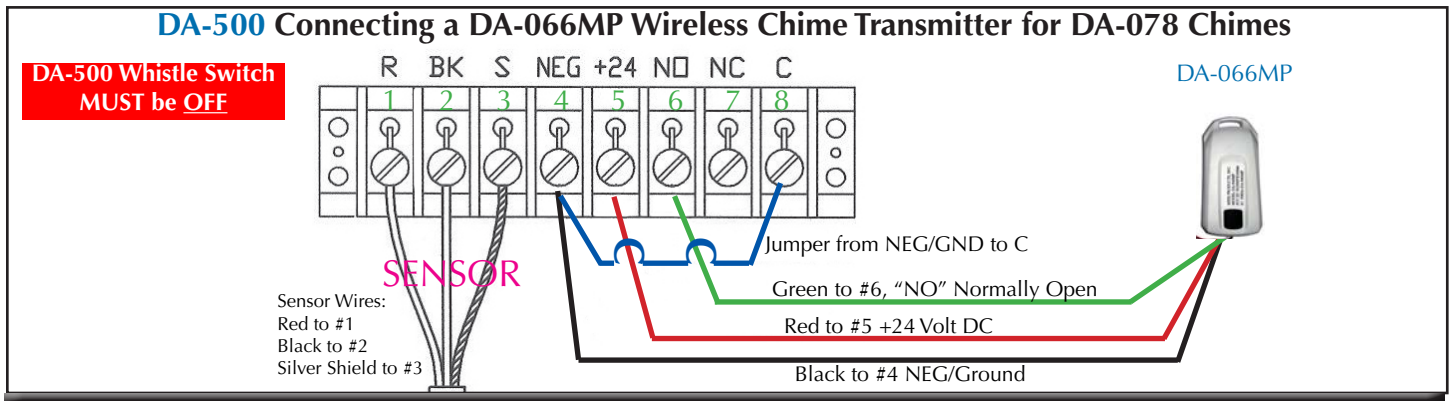 DA-500 Connecting a DA-066MP Wireless Chime Transmitter for DA-078 Chimes
DA-500 Whistle Switch
MUST be OFF
R BK S NEG +24 NO NC C
1 2 3 4 5 6 7 8
DA-066MP
Jumper from NEG/GND to C
SENSOR
Green to #6, “NO” Normally Open
Sensor Wires:
Red to #1
Black to #2
Silver Shield to #3
Red to #5 +24 Volt DC
Black to #4 NEG/Ground